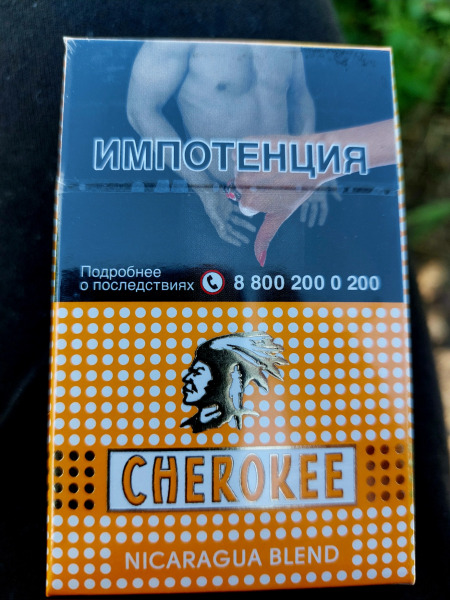 ИМПОТЕНЦИЯ
Подробнее
о последствиях 8 800 200 0 200
CHEROKEE
NICARAGUA BLEND